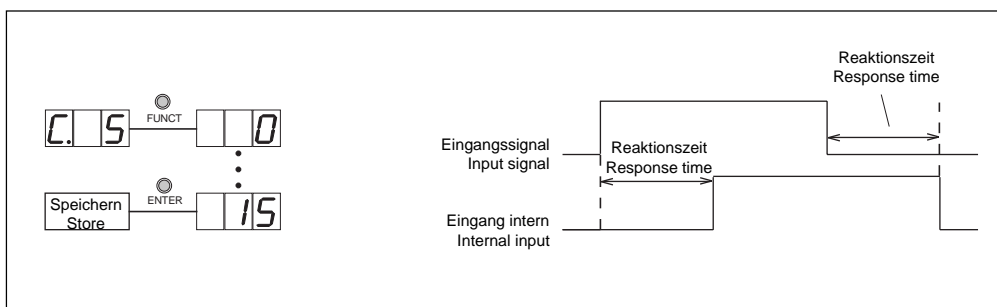 C. 5
FUNCT
0
Speichern
Store
ENTER
15
Reaktionszeit
Response time
Eingangssignal
Input signal
Reaktionszeit
Response time
Eingang intern
Internal input